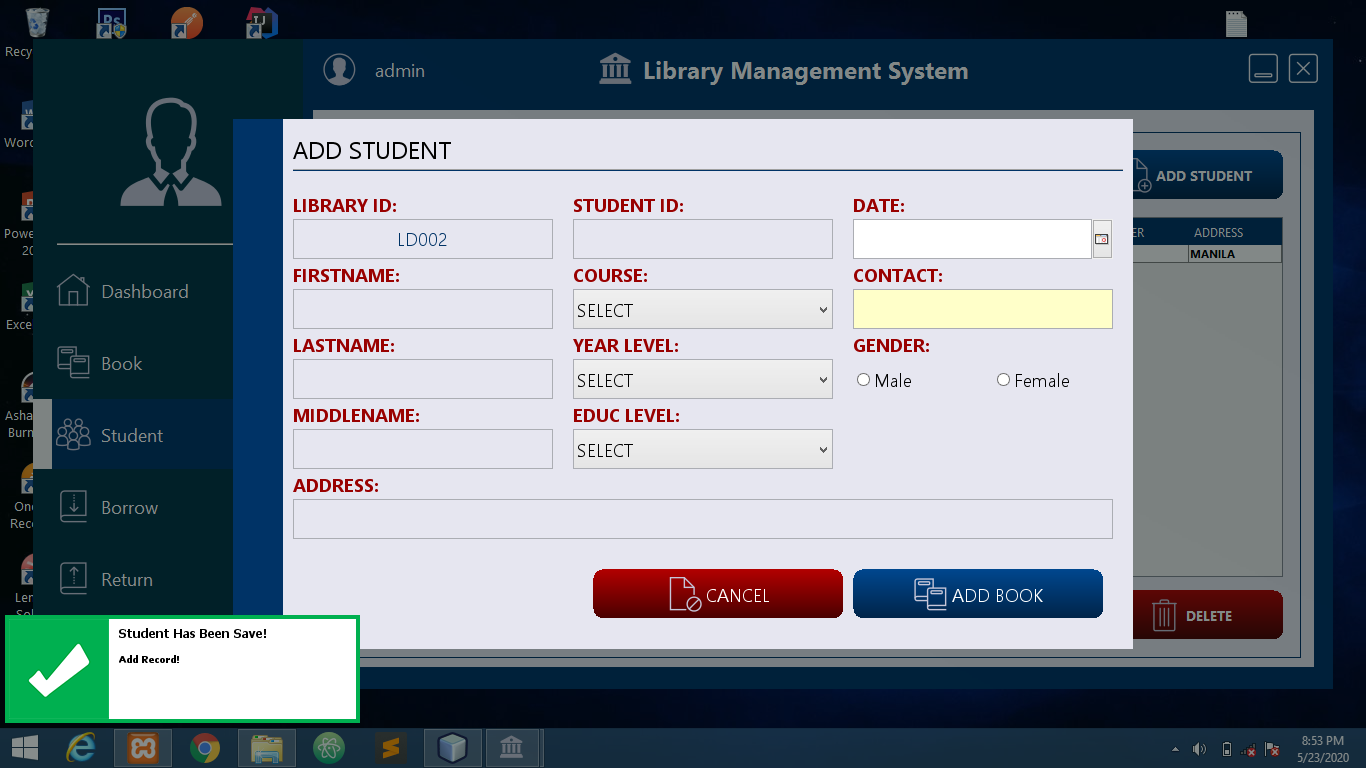 Recy
admin
Library Management System
Word
Powe
20
Exce
Asha
Burn
One
Rec
Ler
Sol
Dashboard
Book
Student
Borrow
Return
ADD STUDENT
LIBRARY ID:
STUDENT ID:
DATE:
LD002
FIRSTNAME:
COURSE:
CONTACT:
SELECT
LASTNAME:
YEAR LEVEL:
GENDER:
SELECT
Male
Female
MIDDLENAME:
EDUC LEVEL:
SELECT
ADDRESS:
CANCEL
ADD BOOK
ADD STUDENT
ER
ADDRESS
MANILA
DELETE
Student Has Been Save!
Add Record!
8:53 PM
5/23/2020